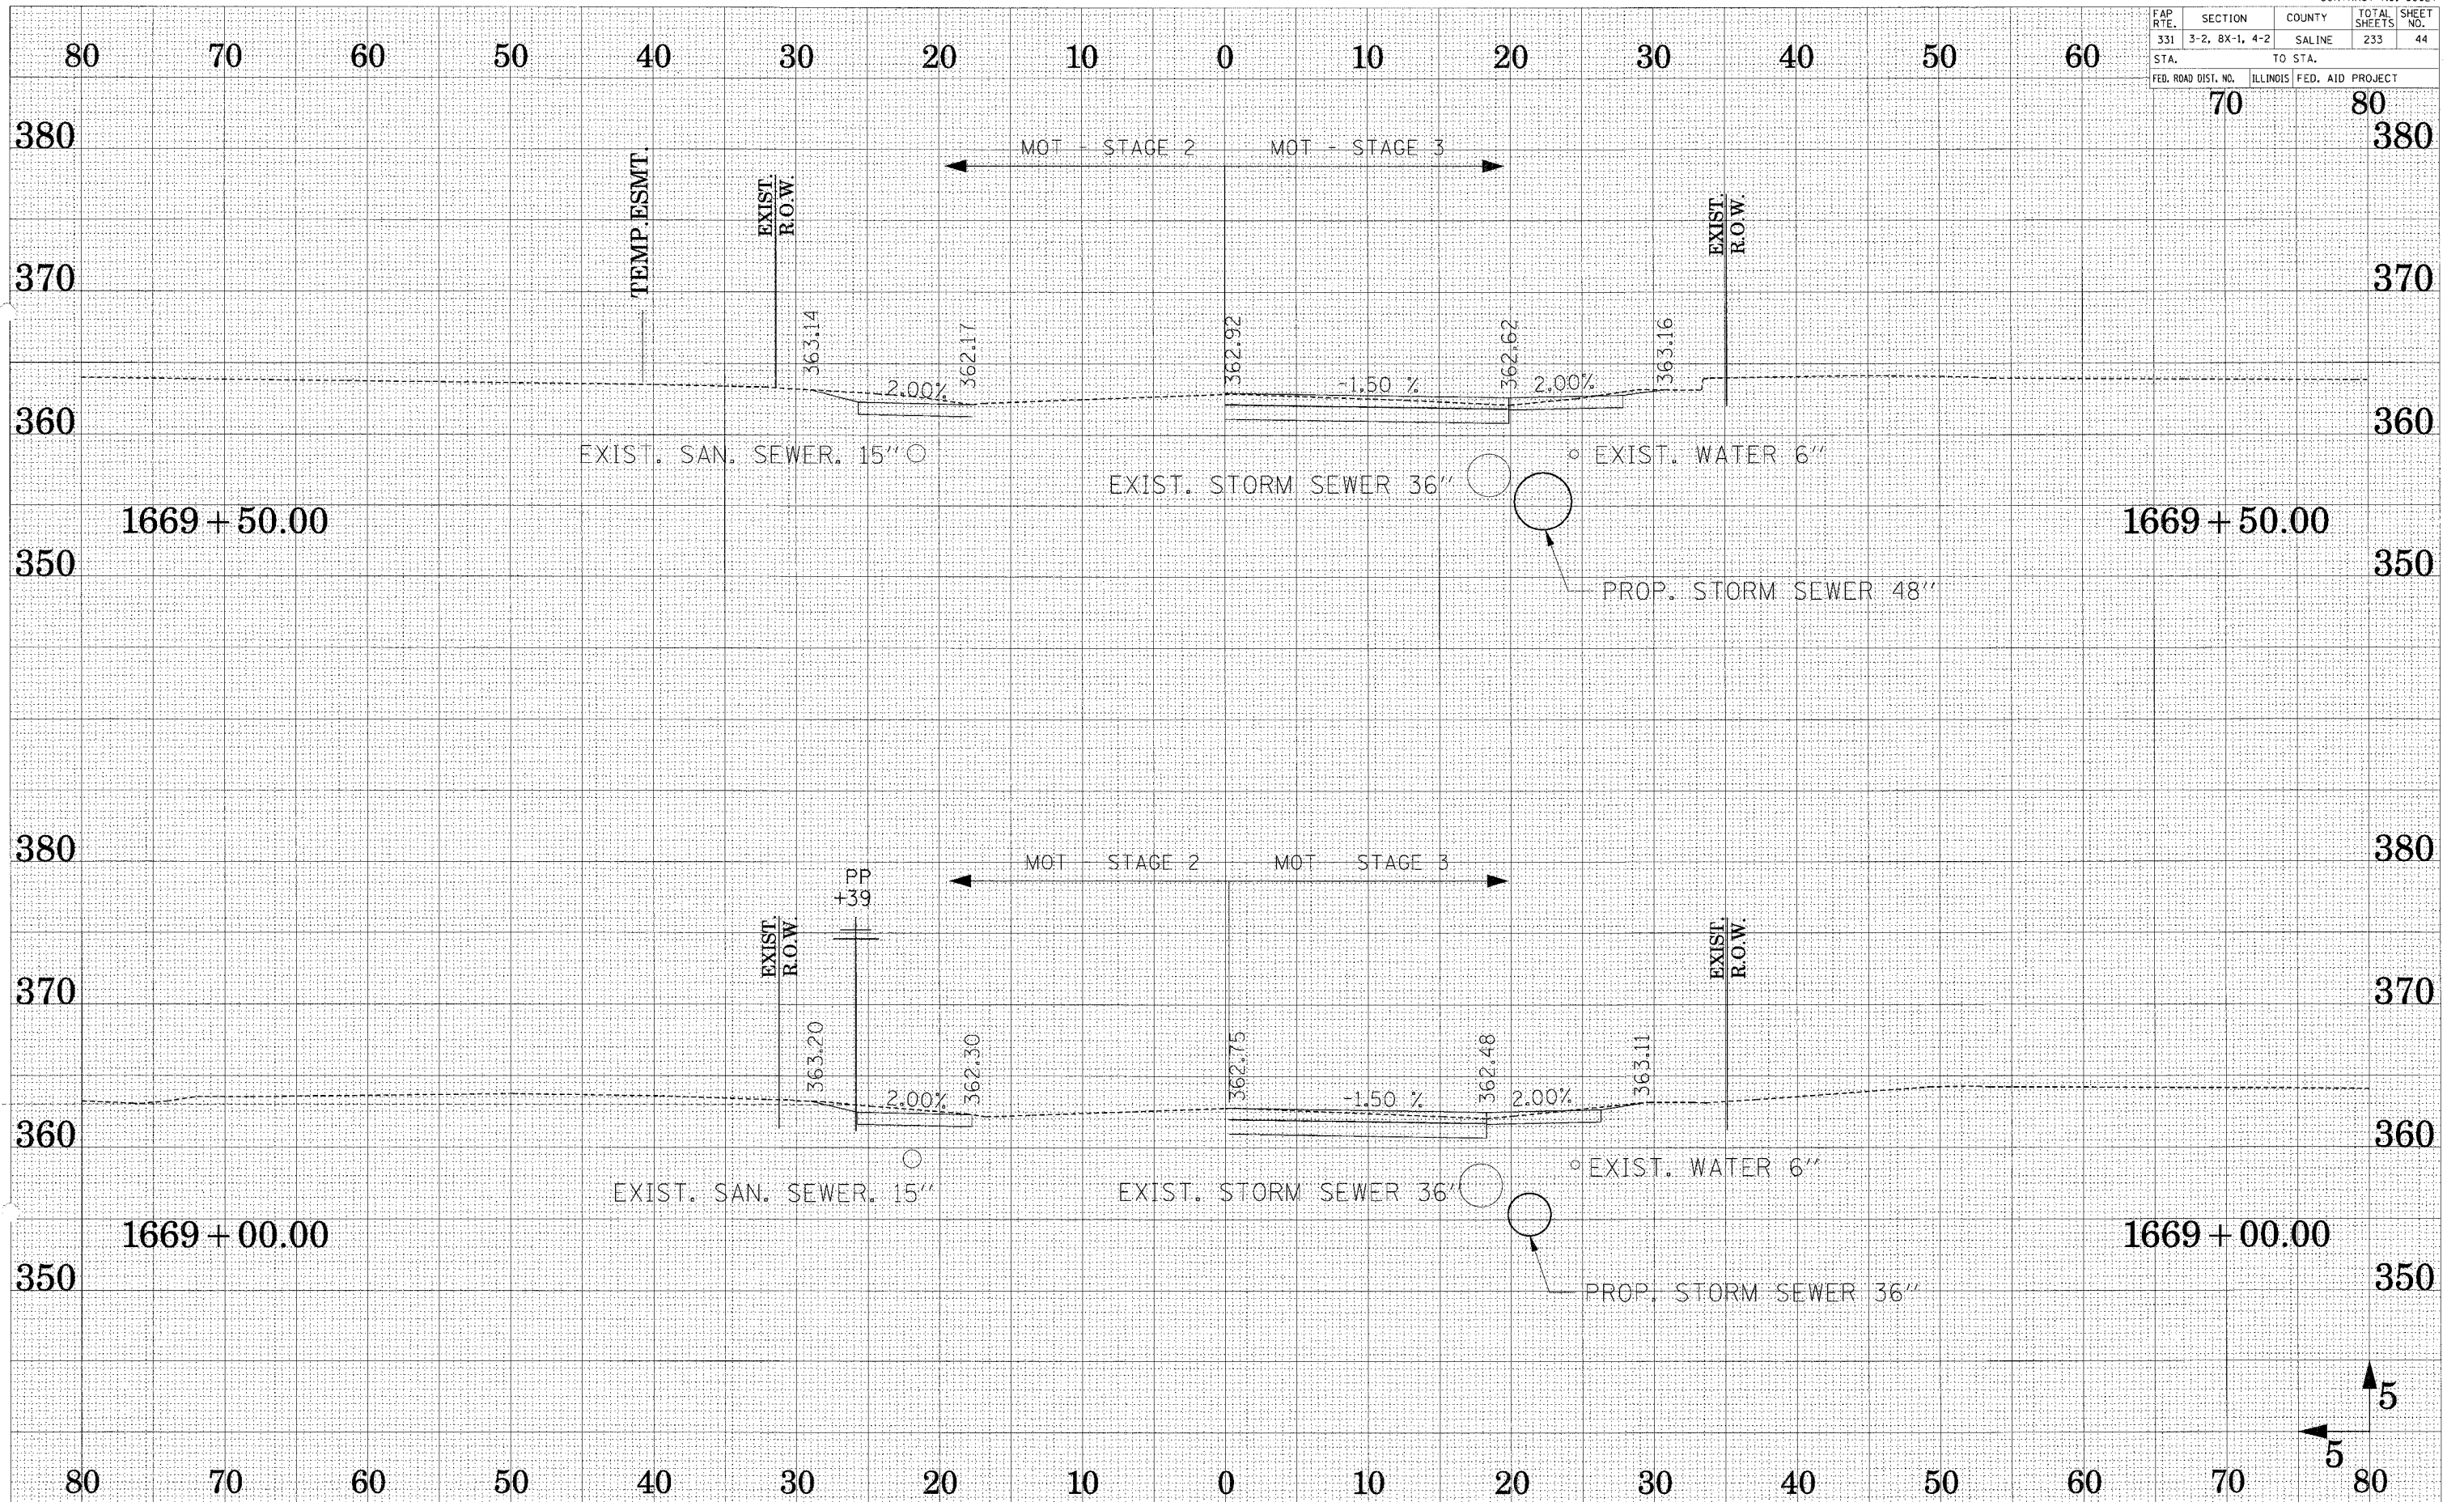 FAP RTE. SECTION COUNTY TOTAL SHEETS SHEET NO.
331 3-2, 8X-1, 4-2 SALINE 233 44
STA. TO STA.
FED. ROAD DIST. NO. ILLINOIS FED. AID PROJECT
80 70 60 50 40 30 20 10 0 10 20 30 40 50 60 70 80
380 380
MOT - STAGE 2 MOT - STAGE 3
TEMP. ESMT.
EXIST. R.O.W.
EXIST. R.O.W.
370 370
363.14 362.17 362.92 362.62 363.16
2.00% -1.50 % 2.00%
360 360
EXIST. SAN. SEWER. 15"
EXIST. STORM SEWER 36"
EXIST. WATER 6"
1669+50.00 1669+50.00
350 350
PROP. STORM SEWER 48"
380 380
MOT STAGE 2 MOT STAGE 3
PP
+39
EXIST. R.O.W.
EXIST. R.O.W.
370 370
363.20 362.30 362.75 362.48 363.11
2.00% -1.50 % 2.00%
360 360
EXIST. SAN. SEWER. 15"
EXIST. STORM SEWER 36"
EXIST. WATER 6"
1669+00.00 1669+00.00
350 350
PROP. STORM SEWER 36"
5
5
80 70 60 50 40 30 20 10 0 10 20 30 40 50 60 70 80